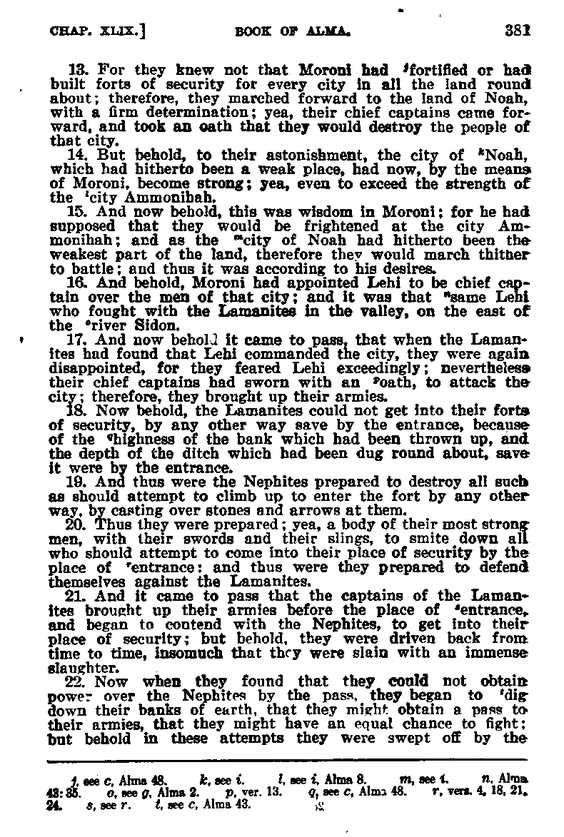 CHAP. XLIX.] BOOK OF ALMA. 381
13. For they knew not that Moroni had ʲfortified or had
built forts of security for every city in all the land round
about; therefore, they marched forward to the land of Noah,
with a firm determination; yea, their chief captains came for-
ward, and took an oath that they would destroy the people of
that city.
14. But behold, to their astonishment, the city of ᵏNoah,
which had hitherto been a weak place, had now, by the means
of Moroni, become strong; yea, even to exceed the strength of
the ˡcity Ammonihah.
15. And now behold, this was wisdom in Moroni; for he had
supposed that they would be frightened at the city Am-
monihah; and as the ᵐcity of Noah had hitherto been the
weakest part of the land, therefore they would march thither
to battle; and thus it was according to his desires.
16. And behold, Moroni had appointed Lehi to be chief cap-
tain over the men of that city; and it was that ⁿsame Lehi
who fought with the Lamanites in the valley, on the east of
the ᵒriver Sidon.
17. And now behold it came to pass, that when the Laman-
ites had found that Lehi commanded the city, they were again
disappointed, for they feared Lehi exceedingly; nevertheless
their chief captains had sworn with an ᵖoath, to attack the
city; therefore, they brought up their armies.
18. Now behold, the Lamanites could not get into their forts
of security, by any other way save by the entrance, because
of the qhighness of the bank which had been thrown up, and
the depth of the ditch which had been dug round about, save
it were by the entrance.
19. And thus were the Nephites prepared to destroy all such
as should attempt to climb up to enter the fort by any other
way, by casting over stones and arrows at them.
20. Thus they were prepared; yea, a body of their most strong
men, with their swords and their slings, to smite down all
who should attempt to come into their place of security by the
place of ʳentrance: and thus were they prepared to defend
themselves against the Lamanites.
21. And it came to pass that the captains of the Laman-
ites brought up their armies before the place of ˢentrance,
and began to contend with the Nephites, to get into their
place of security; but behold, they were driven back from
time to time, insomuch that they were slain with an immense
slaughter.
22. Now when they found that they could not obtain
power over the Nephites by the pass, they began to ᵗdig
down their banks of earth, that they might obtain a pass to
their armies, that they might have an equal chance to fight;
but behold in these attempts they were swept off by the
j, see c, Alma 48. k, see i. l, see i, Alma 8. m, see i. n, Alma
43:35. o, see g, Alma 2. p, ver. 13. q, see c, Alma 48. r, vers. 4, 18, 21,
24. s, see r. t, see c, Alma 43.